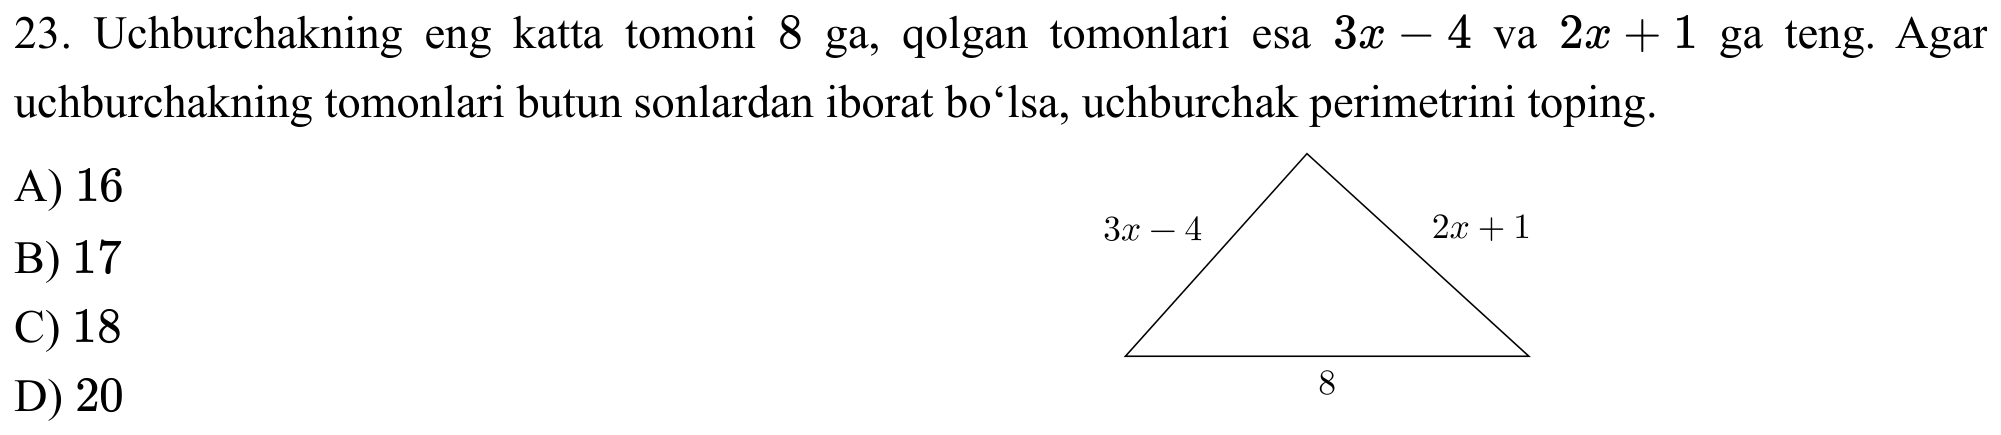 23. Uchburchakning eng katta tomoni 8 ga, qolgan tomonlari esa 3x − 4 va 2x + 1 ga teng. Agar
uchburchakning tomonlari butun sonlardan iborat bo‘lsa, uchburchak perimetrini toping.
A) 16
B) 17
C) 18
D) 20
3x − 4
2x + 1
8